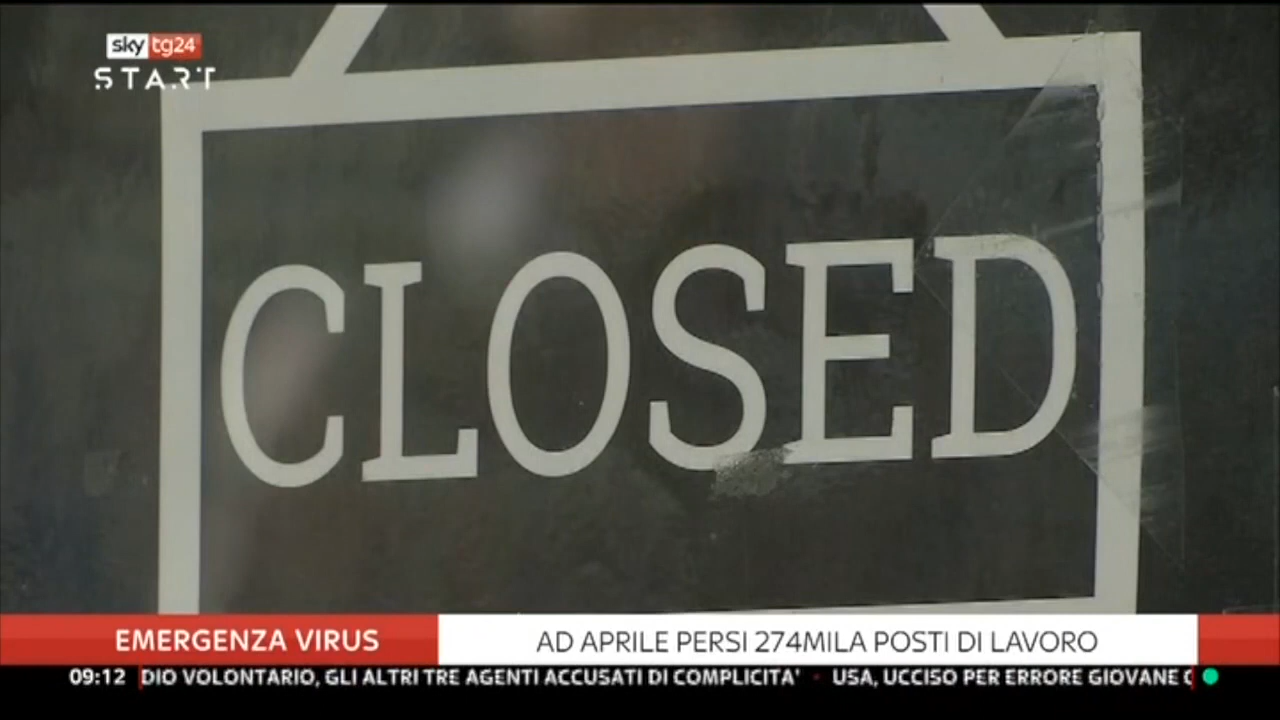 sky tg24
START
CLOSED
EMERGENZA VIRUS
AD APRILE PERSI 274MILA POSTI DI LAVORO
09:12 DIO VOLONTARIO, GLI ALTRI TRE AGENTI ACCUSATI DI COMPLICITA' · USA, UCCISO PER ERRORE GIOVANE